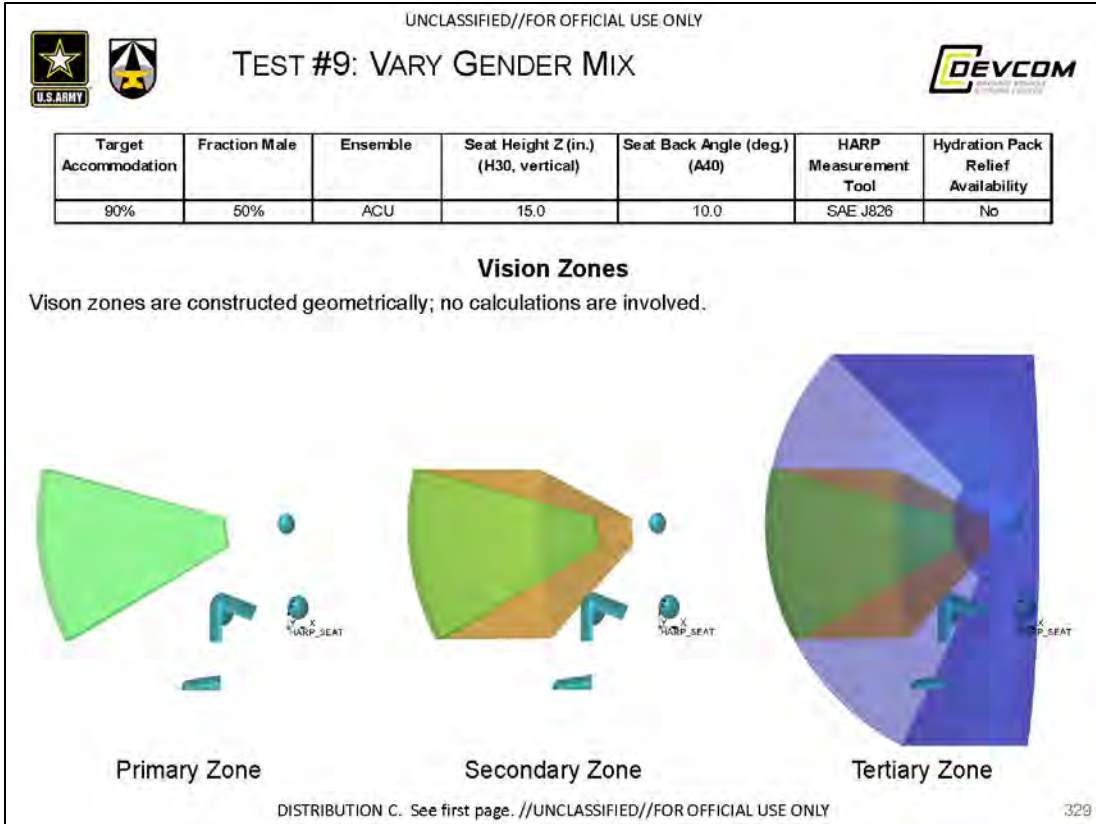 UNCLASSIFIED//FOR OFFICIAL USE ONLY
U.S.ARMY
TEST #9: VARY GENDER MIX
DEVCOM
Target Accommodation | Fraction Male | Ensemble | Seat Height Z (in.) (H30, vertical) | Seat Back Angle (deg.) (A40) | HARP Measurement Tool | Hydration Pack Relief Availability
90% | 50% | ACU | 15.0 | 10.0 | SAE J826 | No
Vision Zones
Vison zones are constructed geometrically; no calculations are involved.
X
HARP_SEAT
X
HARP_SEAT
X
P_SEAT
Primary Zone
Secondary Zone
Tertiary Zone
DISTRIBUTION C. See first page. //UNCLASSIFIED//FOR OFFICIAL USE ONLY
329